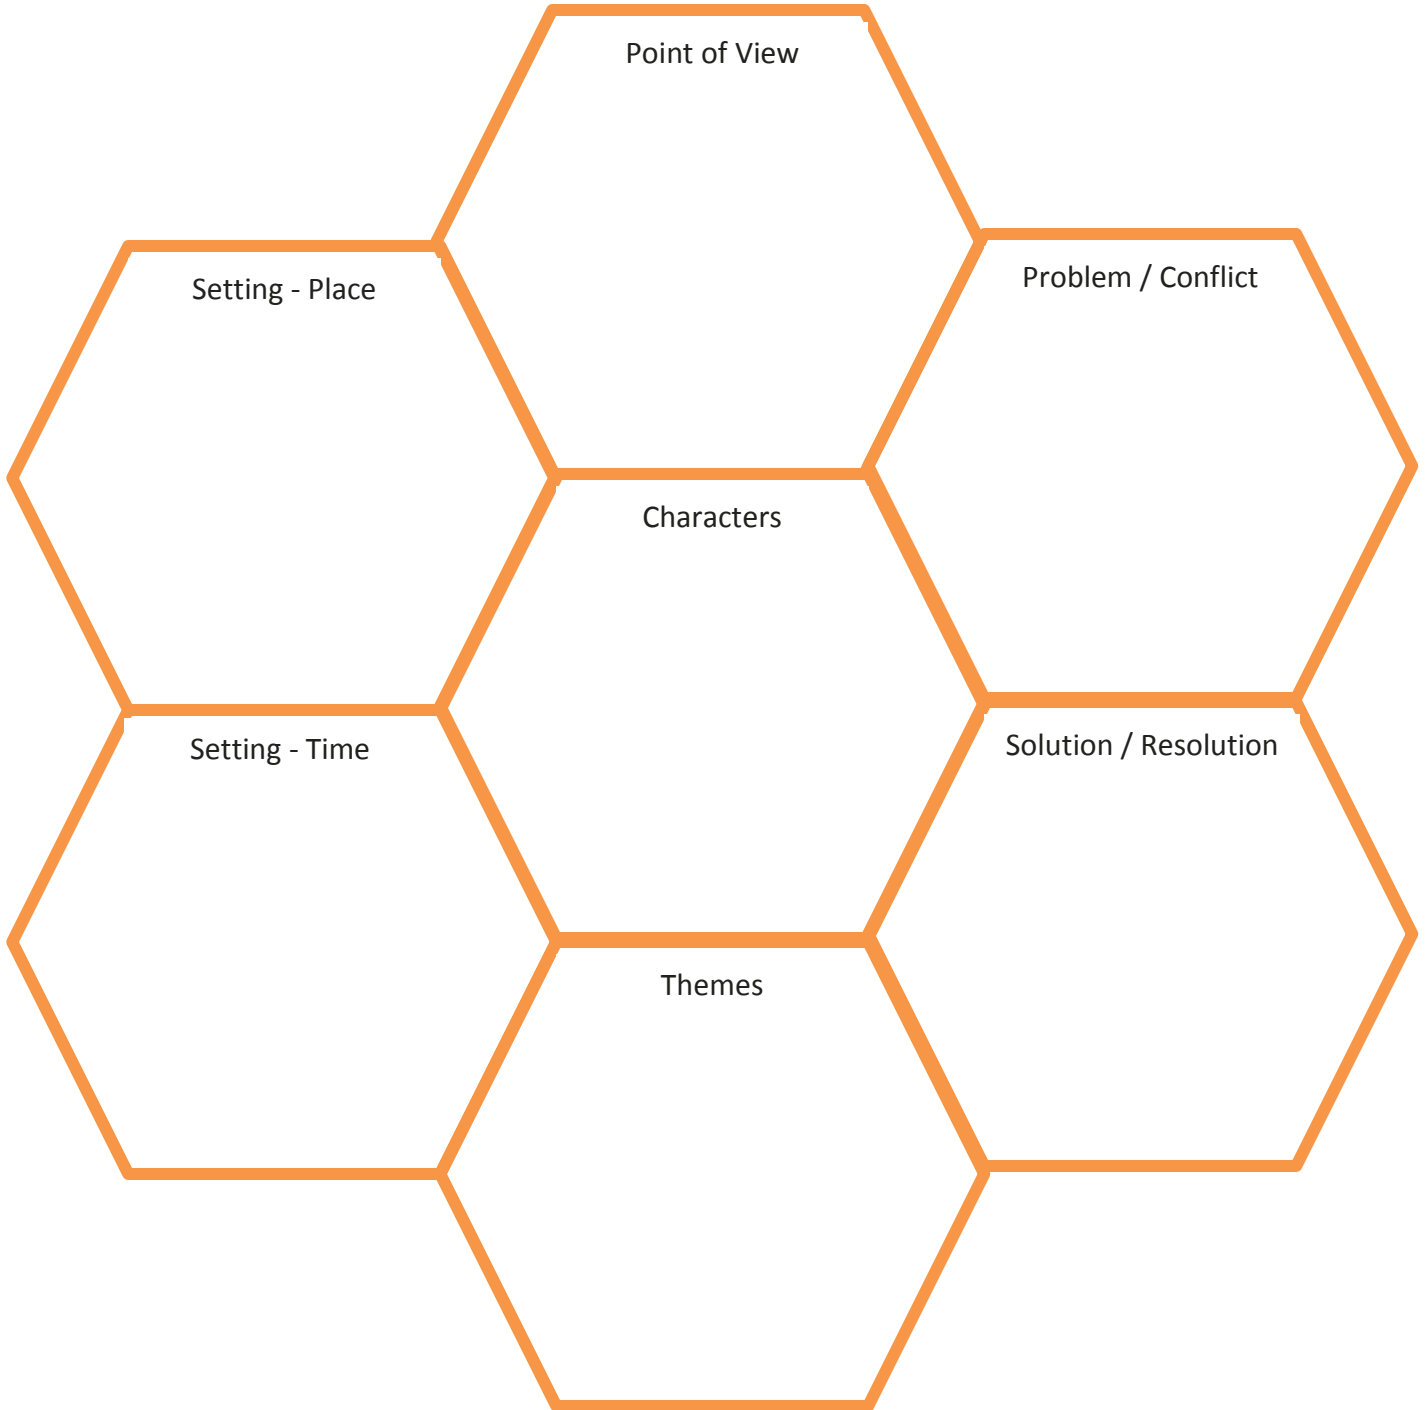 Point of View
Setting - Place
Problem / Conflict
Characters
Setting - Time
Solution / Resolution
Themes